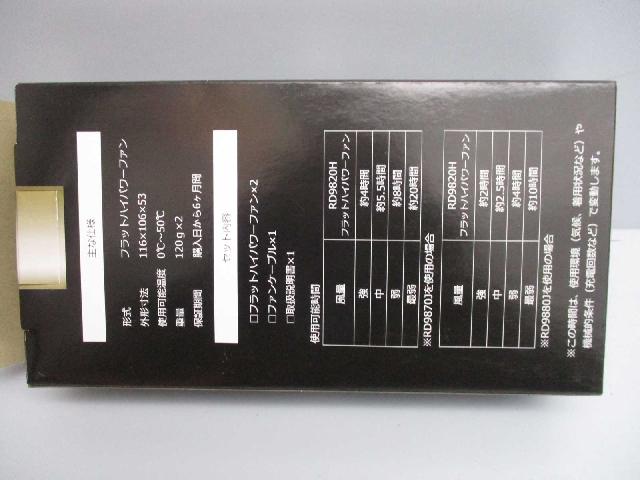 主な仕様
形式 フラットハイパワーファン
外形寸法 116×106×53
使用可能温度 0℃～50℃
重量 120g×2
保証期間 購入日から6ヶ月間
セット内容
□フラットハイパワーファン×2
□ファンケーブル×1
□取扱説明書×1
使用可能時間
風量 RD9820H フラットハイパワーファン
強 約4時間
中 約5.5時間
弱 約8時間
最弱 約20時間
※RD9870Jを使用の場合
風量 RD9820H フラットハイパワーファン
強 約2時間
中 約2.5時間
弱 約4時間
最弱 約10時間
※RD9880Jを使用の場合
※この時間は、使用環境（気候、着用状況など）や
機械的条件（充電回数など）で変動します。